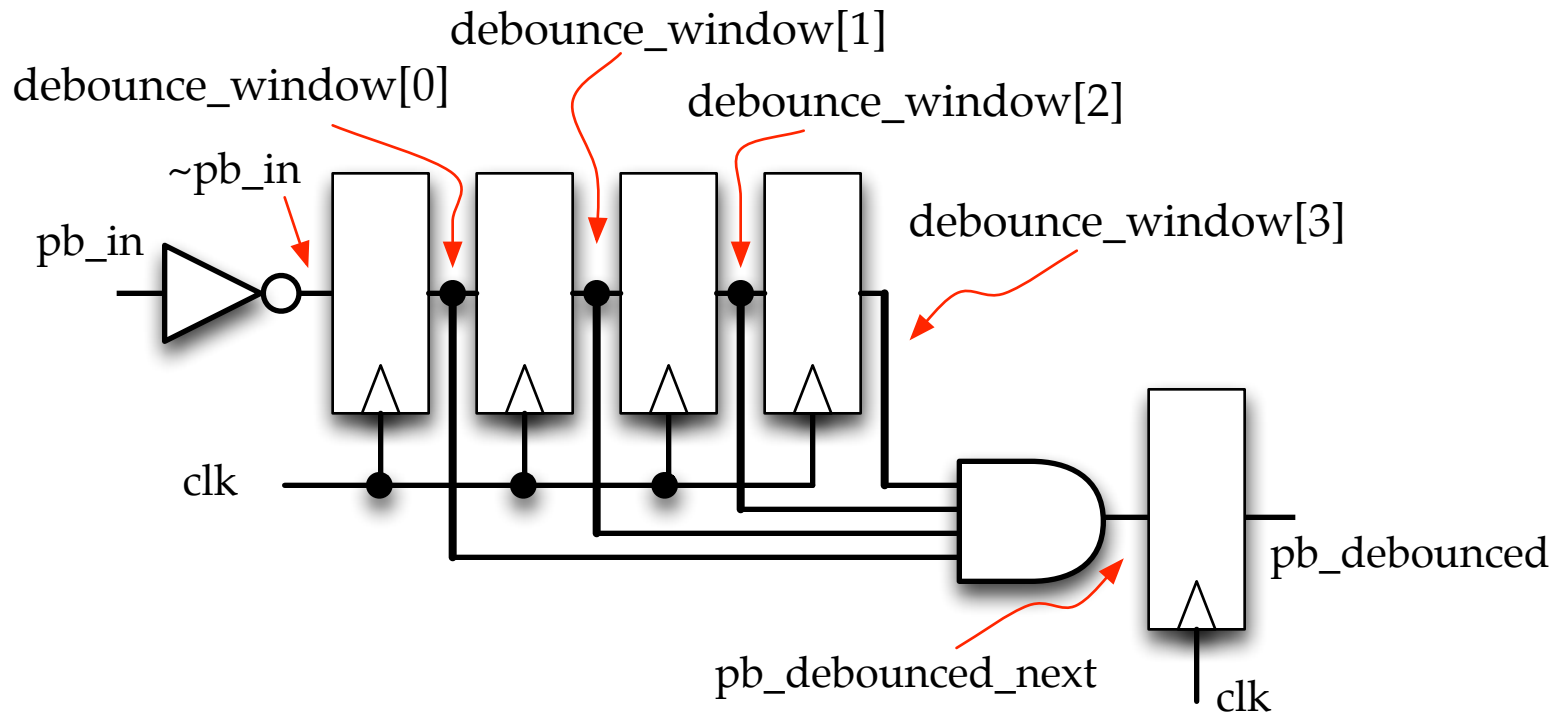 debounce_window[1]
debounce_window[0]
debounce_window[2]
~pb_in
debounce_window[3]
pb_in
clk
pb_debounced
pb_debounced_next
clk